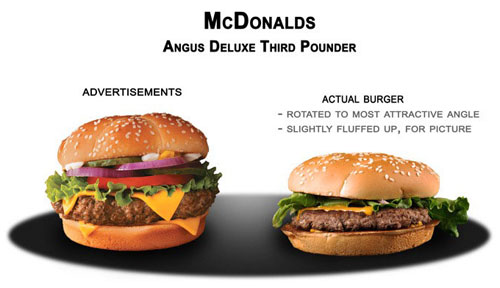 McDonalds
Angus Deluxe Third Pounder
ADVERTISEMENTS
ACTUAL BURGER
- ROTATED TO MOST ATTRACTIVE ANGLE
- SLIGHTLY FLUFFED UP, FOR PICTURE